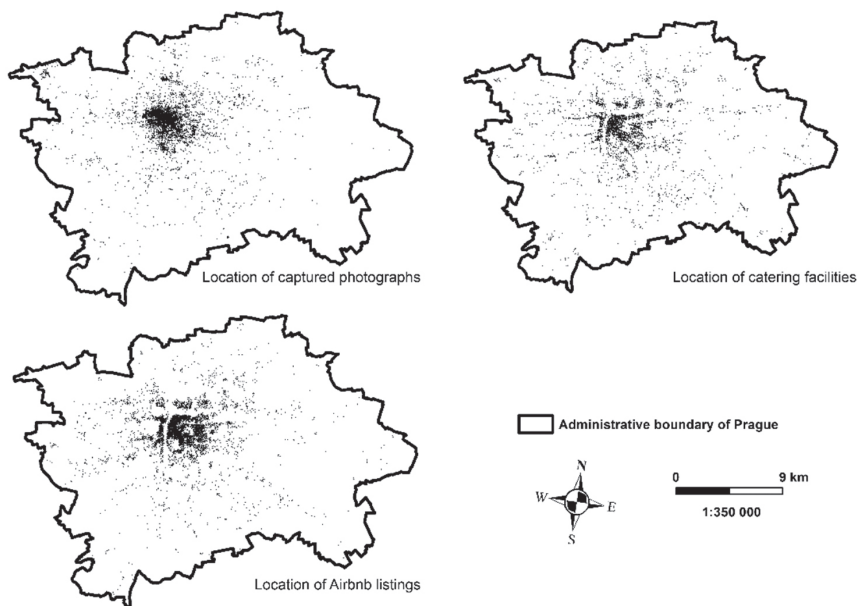 Location of captured photographs
Location of catering facilities
Location of Airbnb listings
Administrative boundary of Prague
N
W
E
S
0 9 km
1:350 000